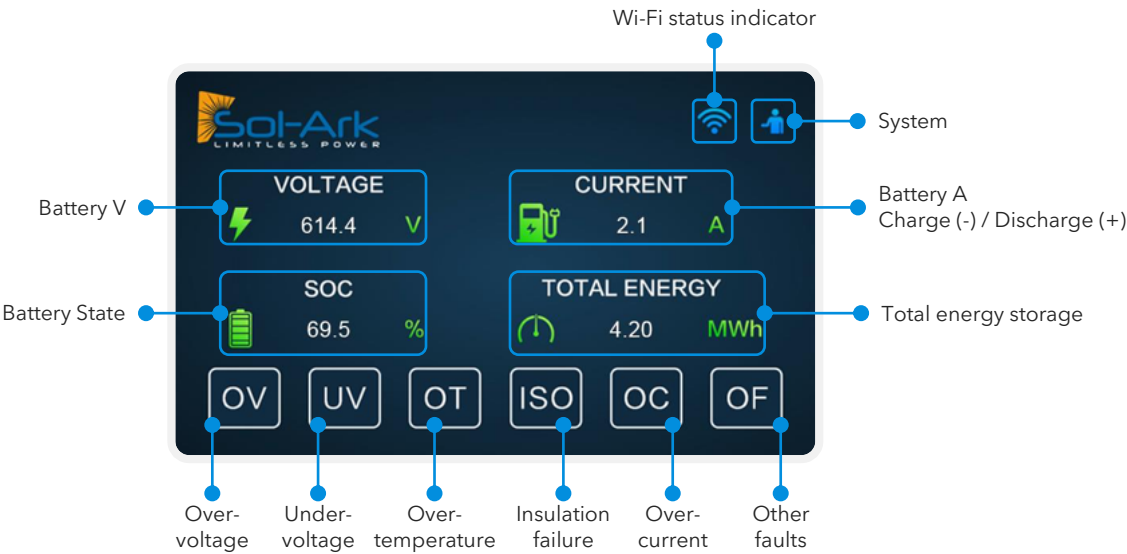 Wi-Fi status indicator
Sol-Ark
LIMITLESS POWER
System
VOLTAGE
614.4 V
Battery V
CURRENT
2.1 A
Battery A
Charge (-) / Discharge (+)
SOC
69.5 %
Battery State
TOTAL ENERGY
4.20 MWh
Total energy storage
OV UV OT ISO OC OF
Over-
voltage
Under-
voltage
Over-
temperature
Insulation
failure
Over-
current
Other
faults